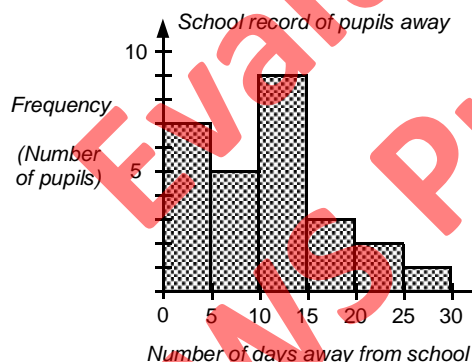 School record of pupils away
10
Frequency
(Number
of pupils)
5
0 5 10 15 20 25 30
Number of days away from school